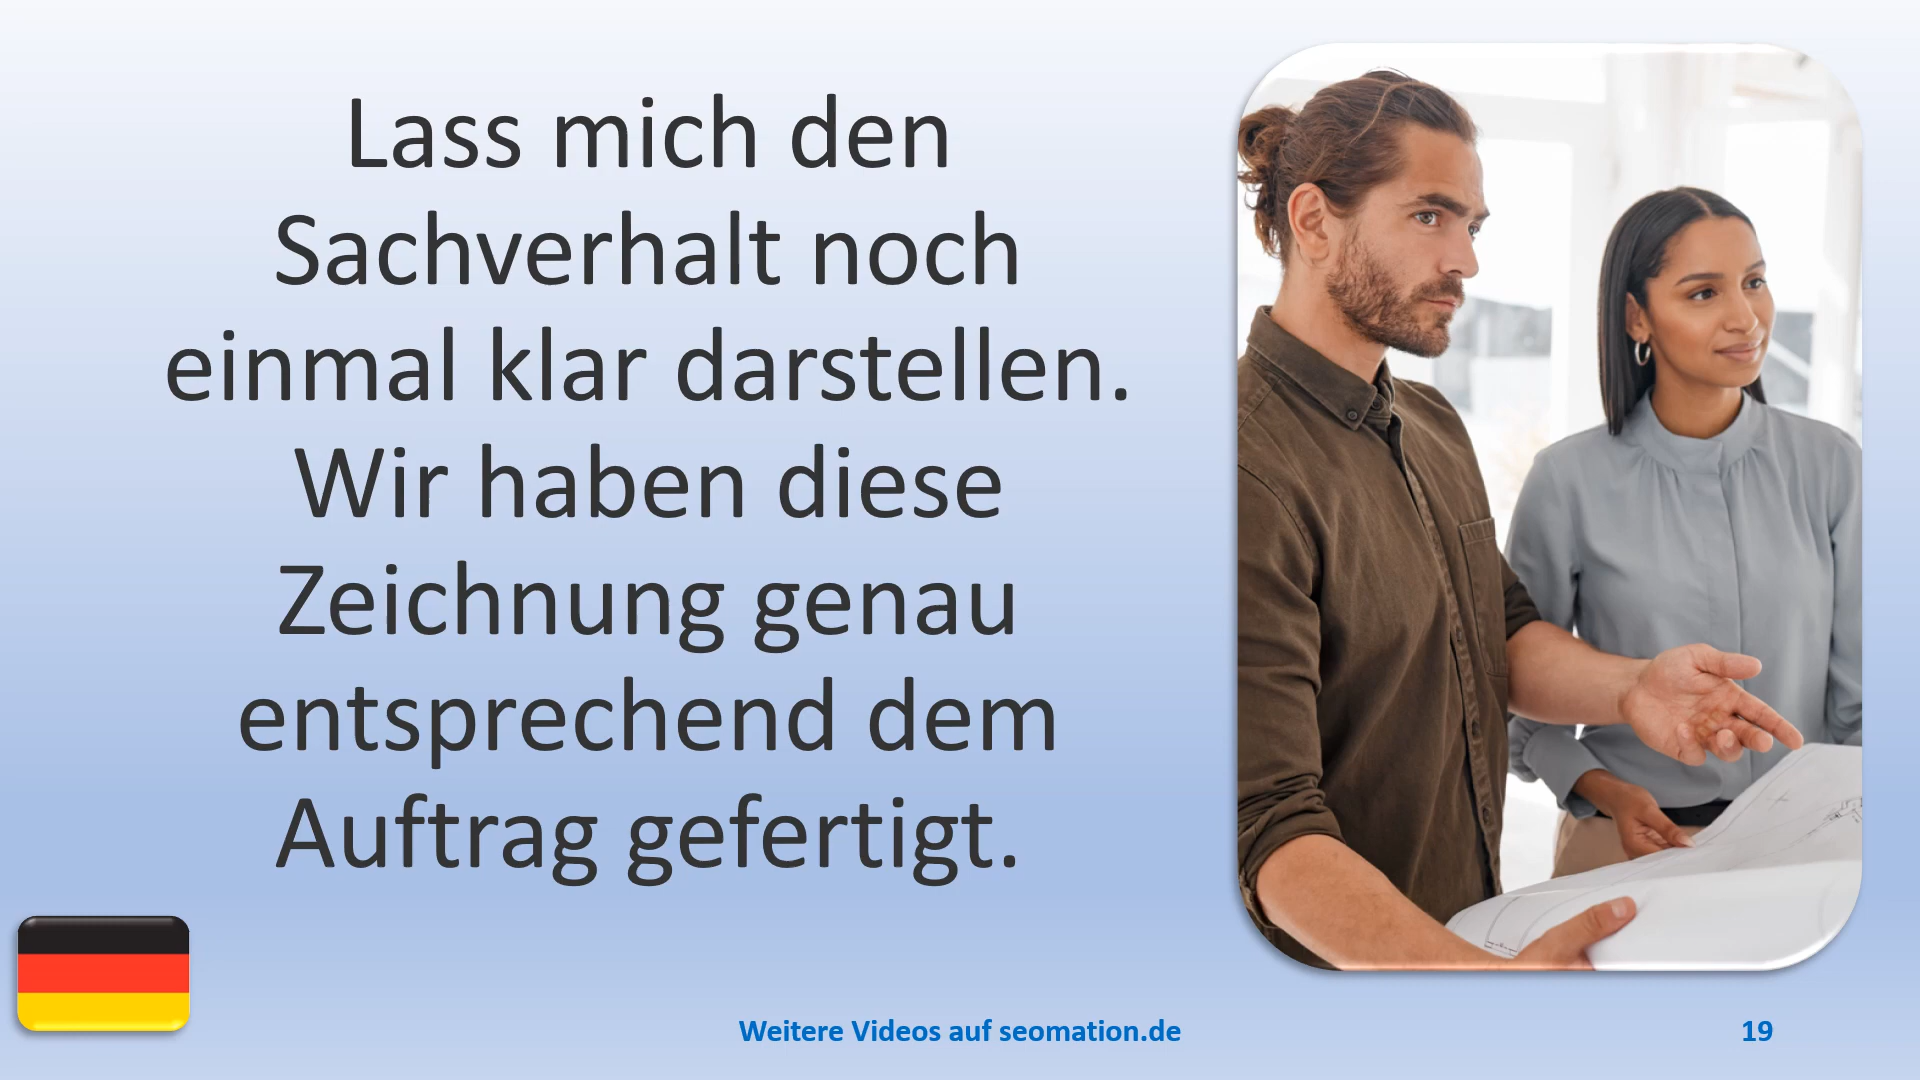 Lass mich den
Sachverhalt noch
einmal klar darstellen.
Wir haben diese
Zeichnung genau
entsprechend dem
Auftrag gefertigt.
Weitere Videos auf seomation.de
19